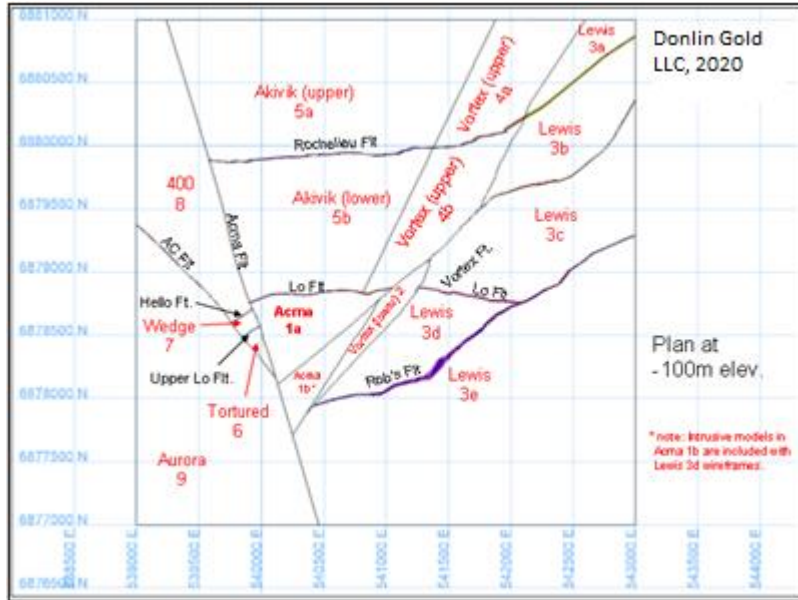 6881000 N
Donlin Gold
LLC, 2020
Lewis
3a
Vortex (upper)
4a
6880500 N
Akivik (upper)
5a
Lewis
3b
6880000 N
Rochelieu Flt
400
8
Akivik (lower)
5b
Vortex (upper)
4b
6879500 N
Lewis
3c
AC Flt
Acma Flt.
6879000 N
Vortex Ft.
Lo Flt
Lo Flt
Hello Ft.
Acma
1a
Vortex (lower) 2
Lewis
3d
Wedge
7
6878500 N
Plan at
-100m elev.
Upper Lo Flt.
Acma
1b*
Rob's Flt
Lewis
3e
6878000 N
Tortured
6
* note: Intrusive models in
Acma 1b are included with
Lewis 3d wireframes.
Aurora
9
6877500 N
6877000 N
6876500 N
538500 E
539000 E
539500 E
540000 E
540500 E
541000 E
541500 E
542000 E
542500 E
543000 E
543500 E
544000 E